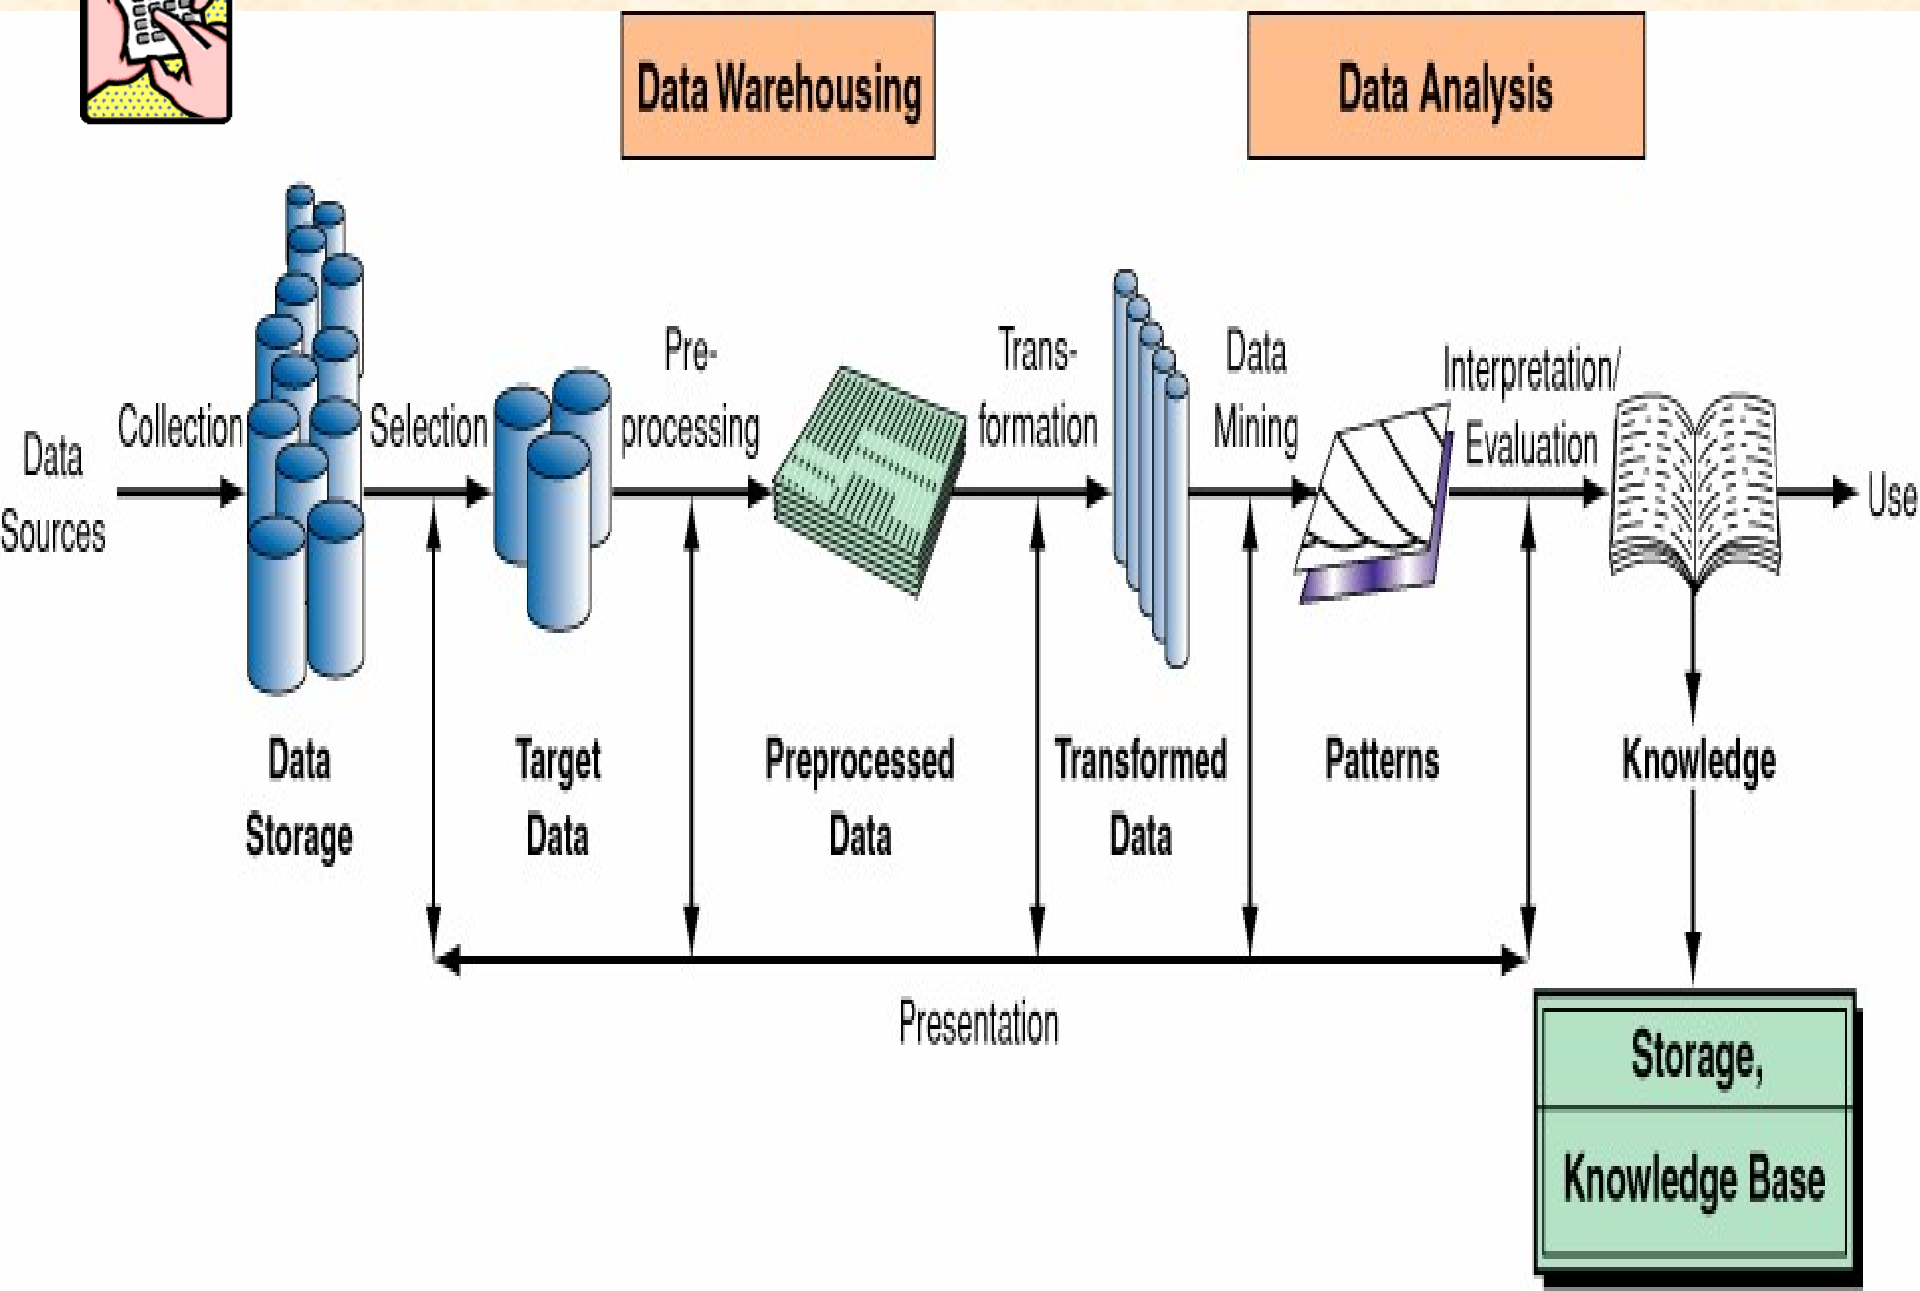 Data Warehousing
Data Analysis
Data
Sources
Collection
Selection
Pre-
processing
Trans-
formation
Data
Mining
Interpretation/
Evaluation
Use
Data
Storage
Target
Data
Preprocessed
Data
Transformed
Data
Patterns
Knowledge
Presentation
Storage,
Knowledge Base